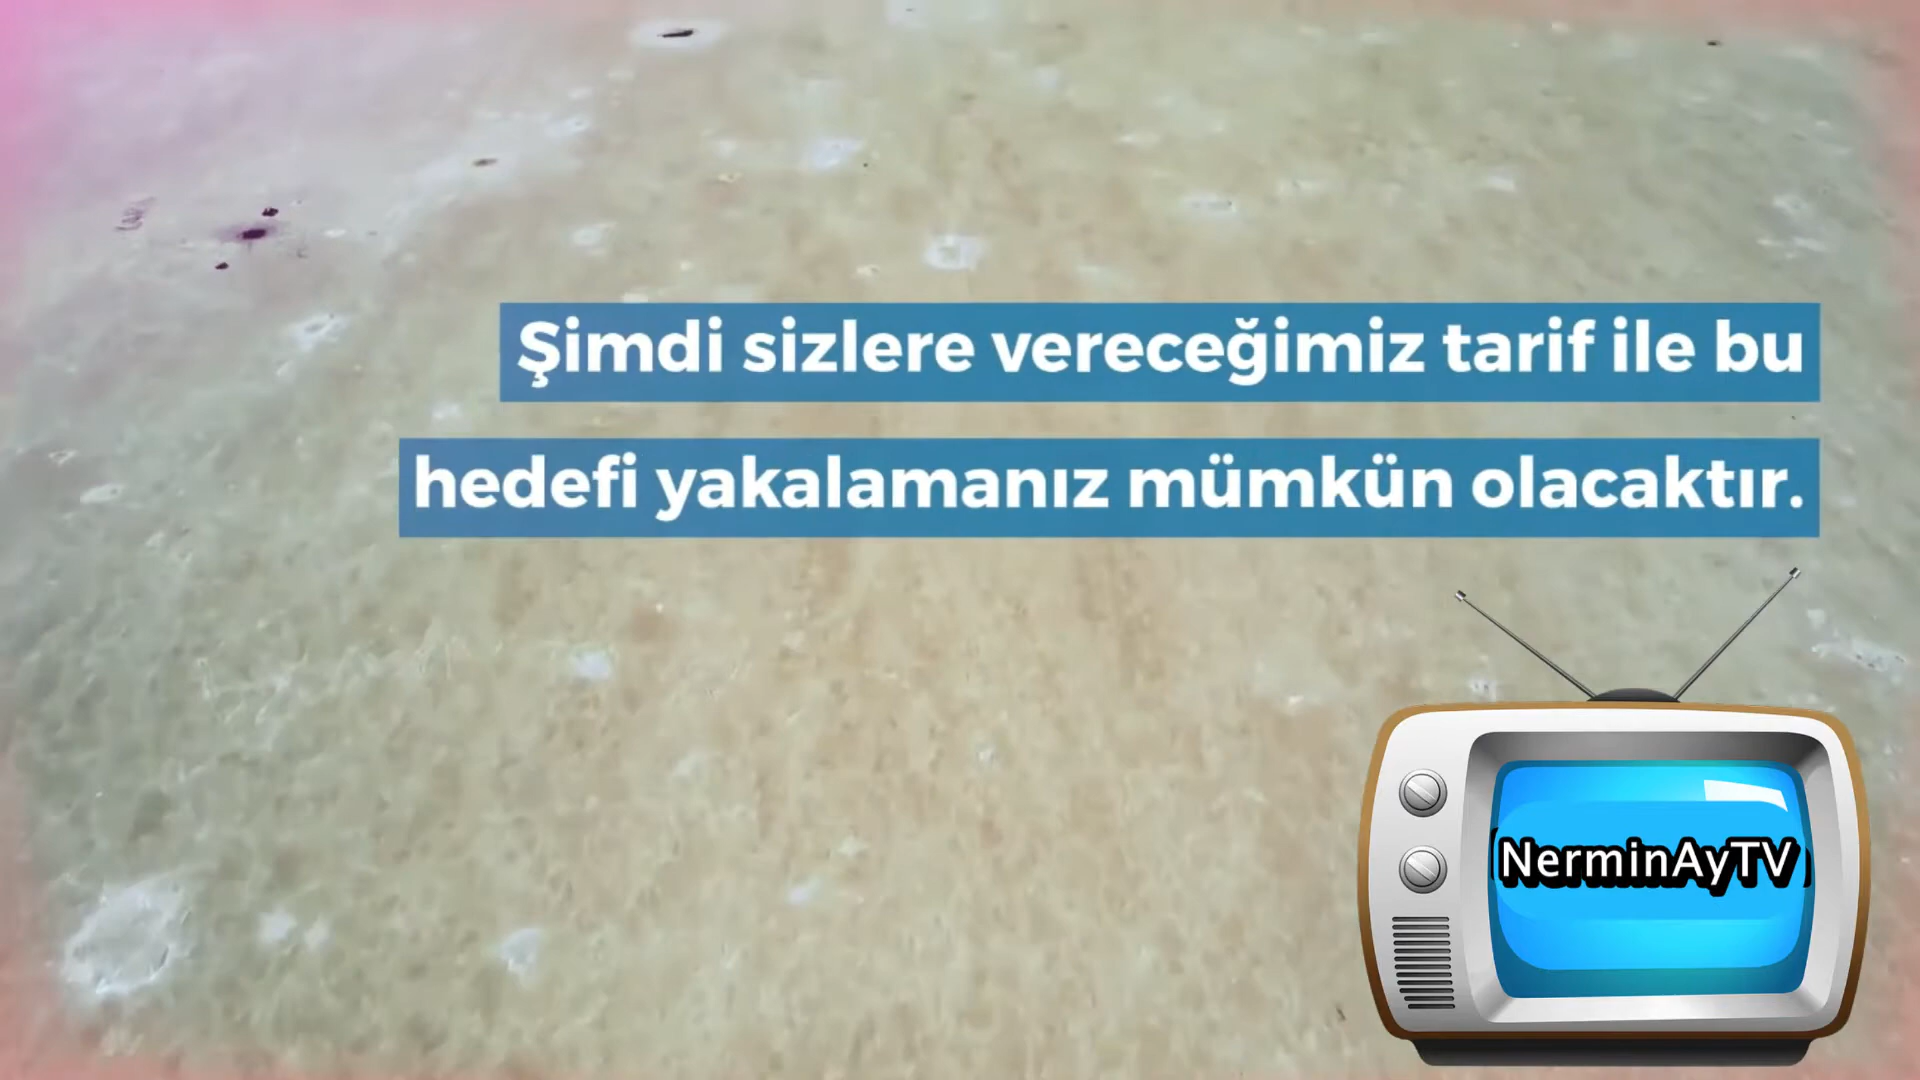 Şimdi sizlere vereceğimiz tarif ile bu
hedefi yakalamanız mümkün olacaktır.
NerminAyTV